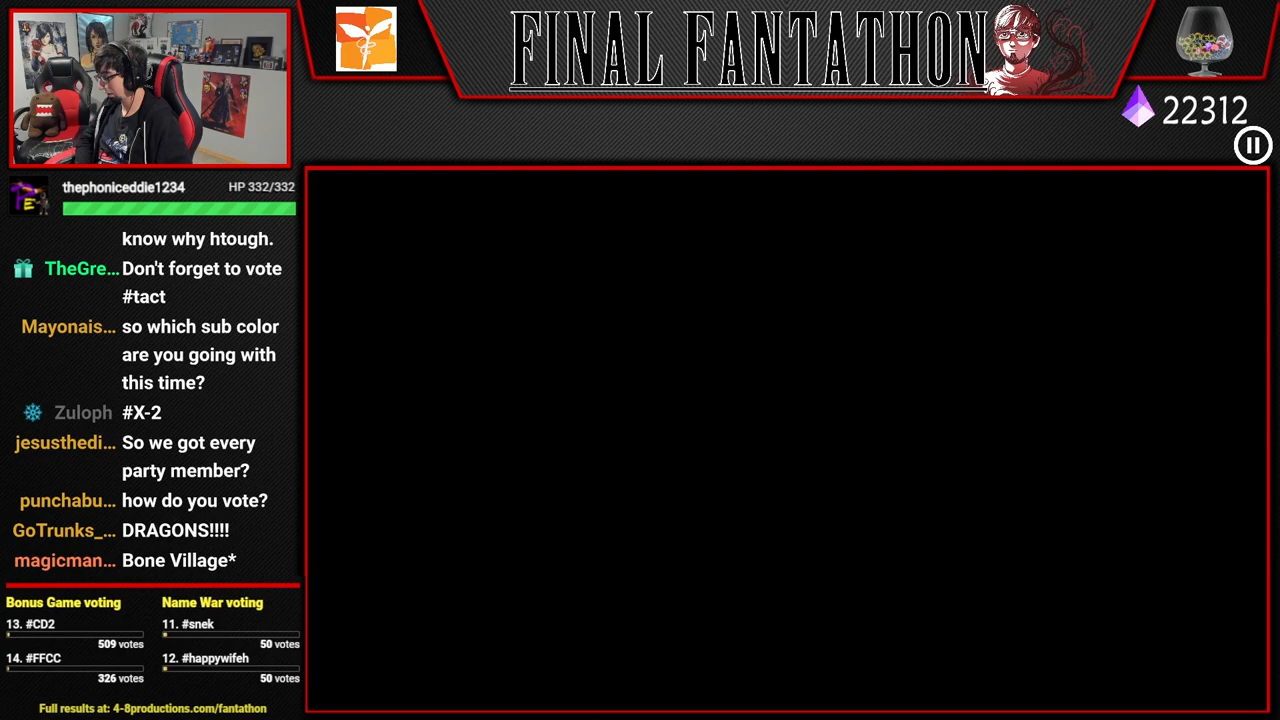 FINAL FANTATHON
22312
thephoniceddie1234 HP 332/332
know why htough.
TheGre... Don't forget to vote
#tact
Mayonais... so which sub color
are you going with
this time?
Zuloph #X-2
jesusthedi... So we got every
party member?
punchabu... how do you vote?
GoTrunks_... DRAGONS!!!!
magicman... Bone Village*
Bonus Game voting
13. #CD2
509 votes
14. #FFCC
326 votes
Name War voting
11. #snek
50 votes
12. #happywifeh
50 votes
Full results at: 4-8productions.com/fantathon